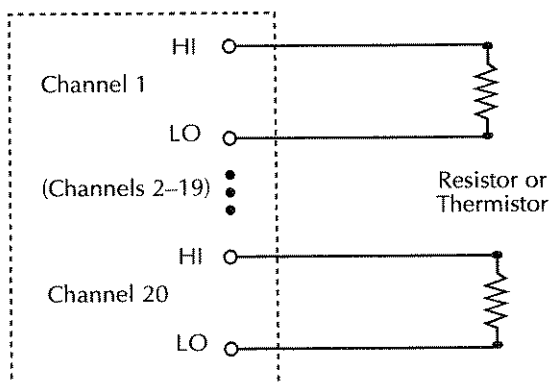 HI
Channel 1
LO
(Channels 2–19)
Resistor or
Thermistor
HI
Channel 20
LO